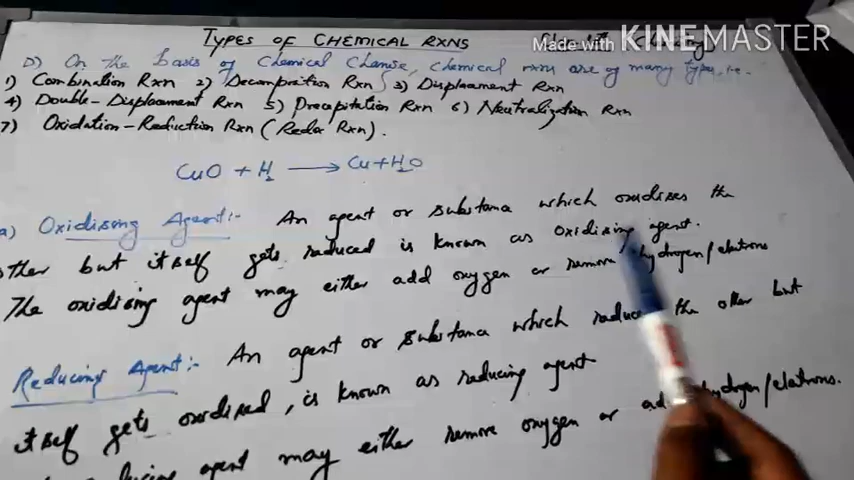 TYPES OF CHEMICAL RXNS
Made with KINEMASTER
D) On the basis of Chemical Change, chemical rxns are of many types, i.e.
1) Combination Rxn 2) Decomposition Rxn 3) Displacement Rxn
4) Double-Displacement Rxn 5) Precipitation Rxn 6) Neutralization Rxn
7) Oxidation-Reduction Rxn (Redox Rxn).
CuO + H₂ ⟶ Cu + H₂O
a) Oxidising Agent:- An agent or substance which oxidises the
other but itself gets reduced is known as oxidising agent.
The oxidising agent may either add oxygen or remove hydrogen/electrons
Reducing Agent:- An agent or substance which reduces the other but
itself gets oxidised, is known as reducing agent
agent may either remove oxygen or add hydrogen/electrons.